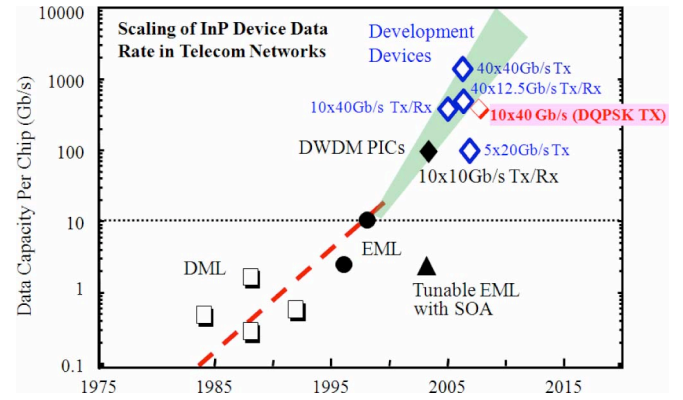 Scaling of InP Device Data
Rate in Telecom Networks
Development
Devices
40x40Gb/s Tx
40x12.5Gb/s Tx/Rx
10x40Gb/s Tx/Rx
10x40 Gb/s (DQPSK TX)
DWDM PICs
5x20Gb/s Tx
10x10Gb/s Tx/Rx
EML
DML
Tunable EML
with SOA
Data Capacity Per Chip (Gb/s)
10000
1000
100
10
1
0.1
1975
1985
1995
2005
2015